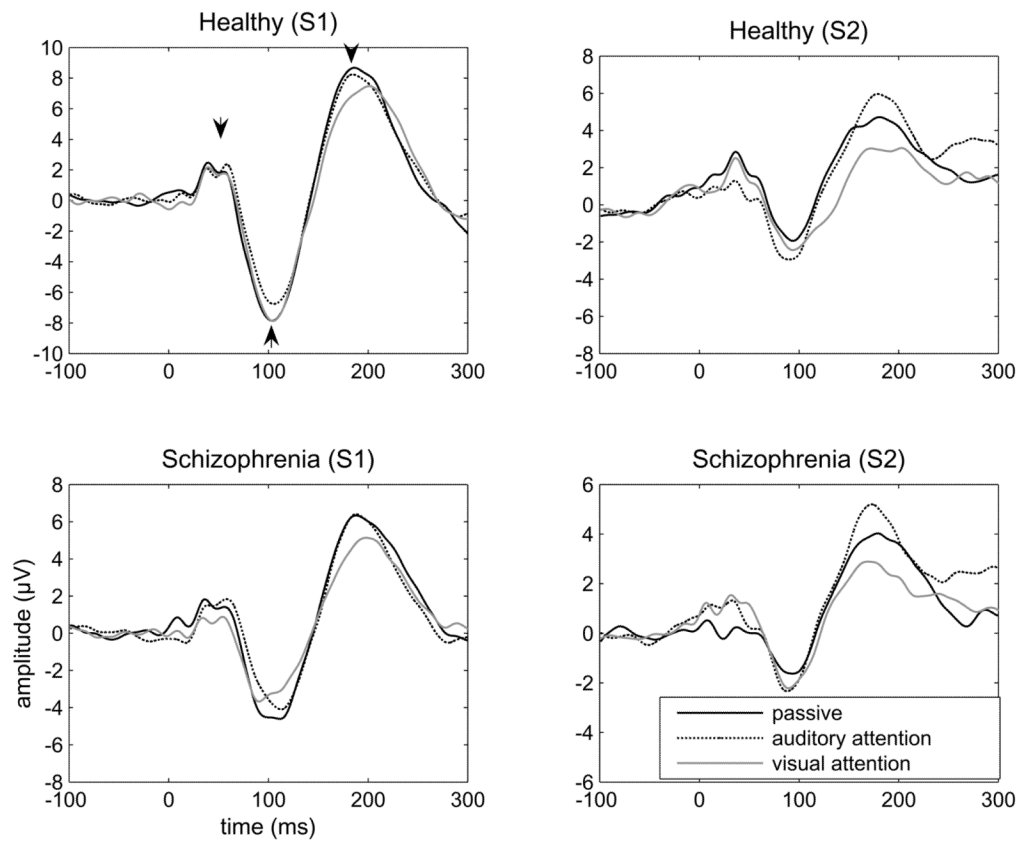 Healthy (S1)
10
8
6
4
2
0
-2
-4
-6
-8
-10
-100 0 100 200 300
Healthy (S2)
8
6
4
2
0
-2
-4
-6
-8
-100 0 100 200 300
Schizophrenia (S1)
amplitude (μV)
8
6
4
2
0
-2
-4
-6
-8
-100 0 100 200 300
time (ms)
Schizophrenia (S2)
6
4
2
0
-2
-4
-6
-100 0 100 200 300
passive
auditory attention
visual attention